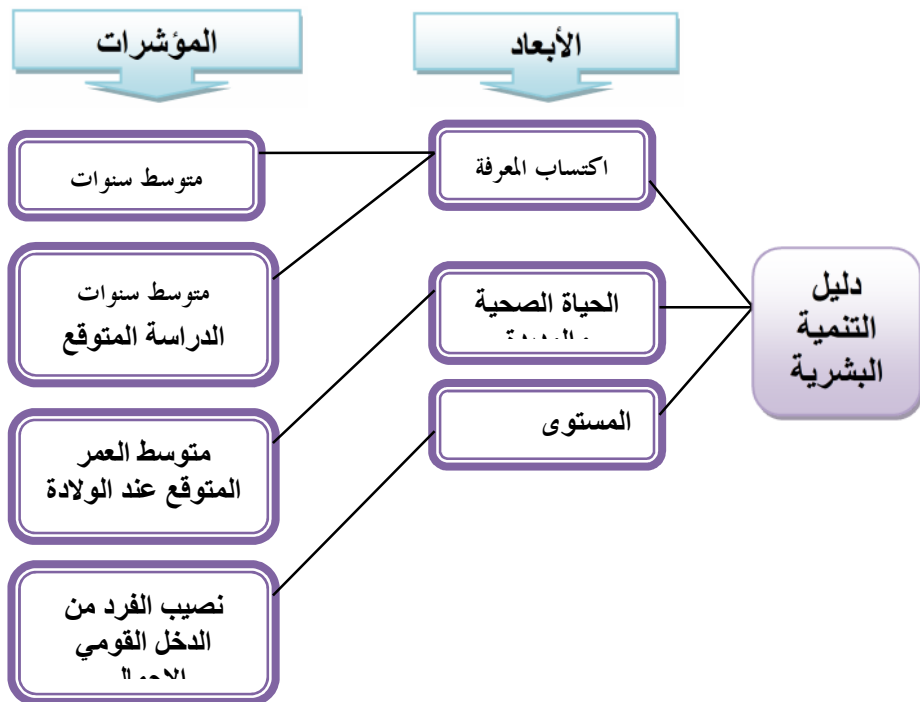 الأبعاد
المؤشرات
دليل
التنمية
البشرية
اكتساب المعرفة
الحياة الصحية
المستوى
متوسط سنوات
متوسط سنوات
الدراسة المتوقع
متوسط العمر
المتوقع عند الولادة
نصيب الفرد من
الدخل القومي